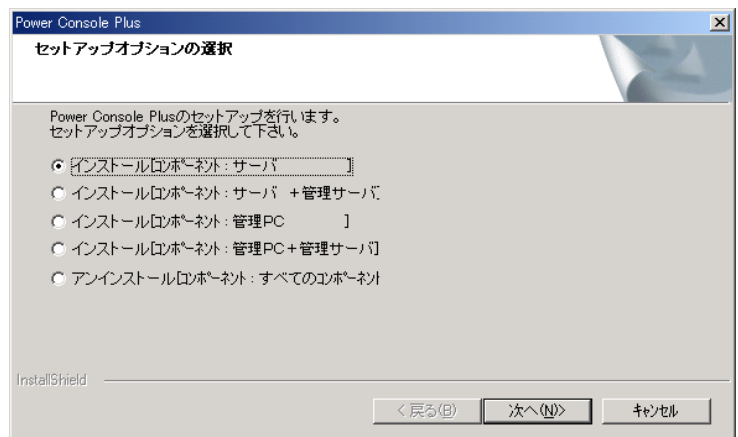 Power Console Plus
セットアップオプションの選択
Power Console Plusのセットアップを行います。
セットアップオプションを選択して下さい。
インストール[コンポーネント：サーバ　　　　　]
インストール[コンポーネント：サーバ　＋管理サーバ]
インストール[コンポーネント：管理PC　　　　]
インストール[コンポーネント：管理PC＋管理サーバ]
アンインストール[コンポーネント：すべてのコンポーネント
InstallShield
< 戻る(B)
次へ(N)>
キャンセル